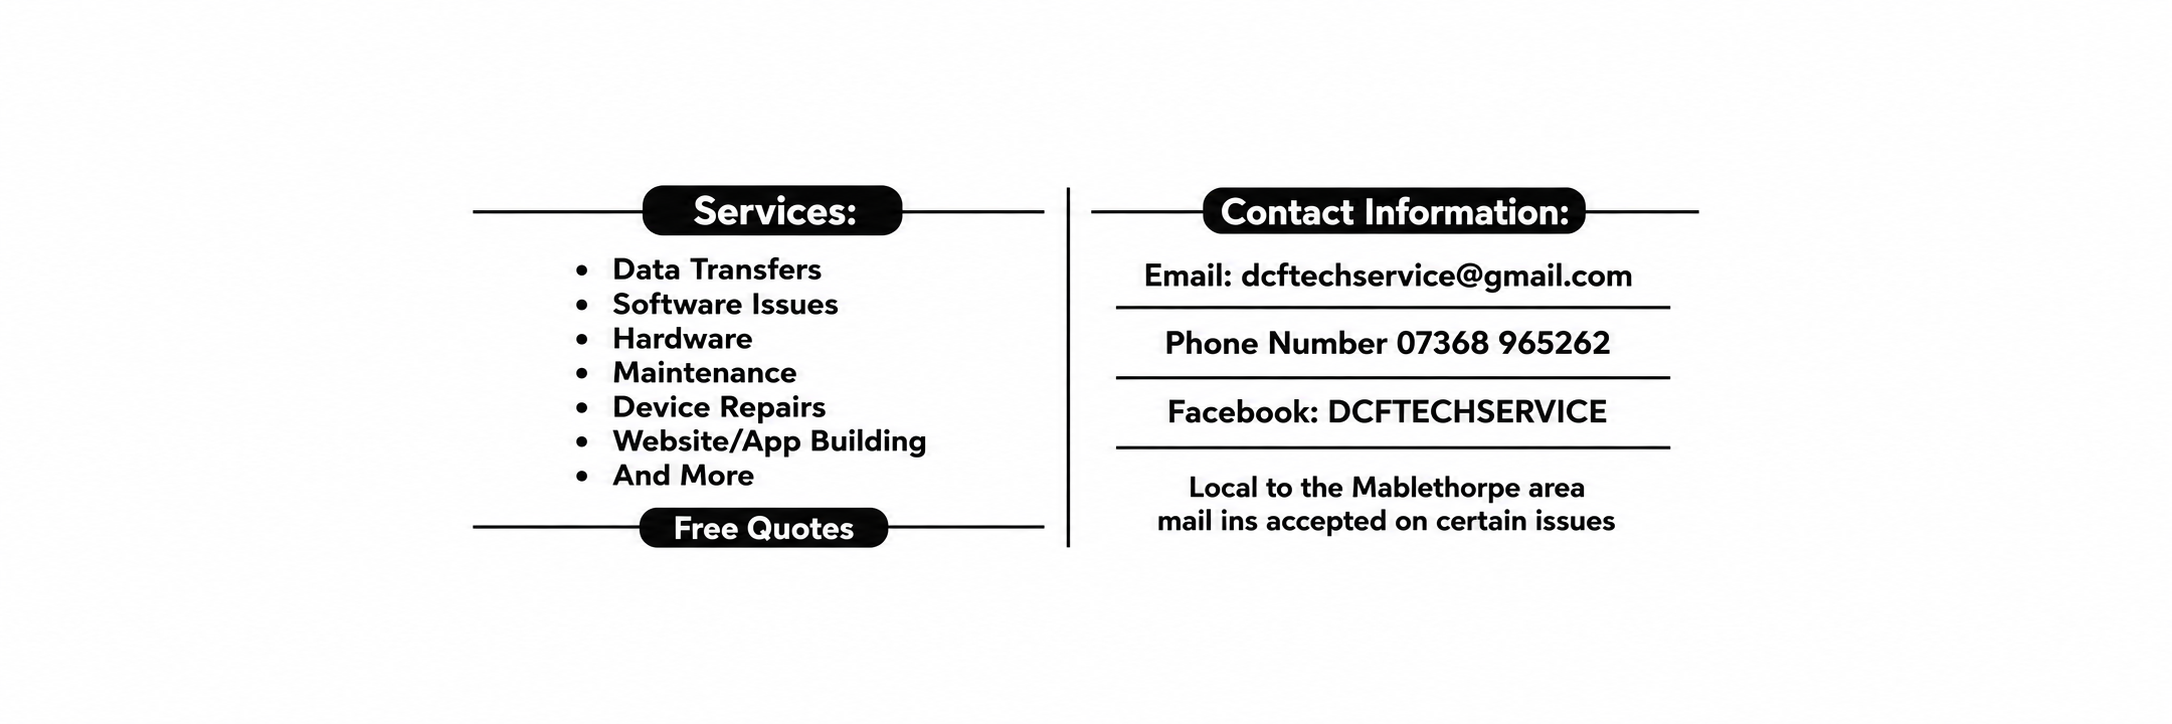 Services:
• Data Transfers
• Software Issues
• Hardware
• Maintenance
• Device Repairs
• Website/App Building
• And More
Free Quotes
Contact Information:
Email: dcftechservice@gmail.com
Phone Number 07368 965262
Facebook: DCFTECHSERVICE
Local to the Mablethorpe area
mail ins accepted on certain issues